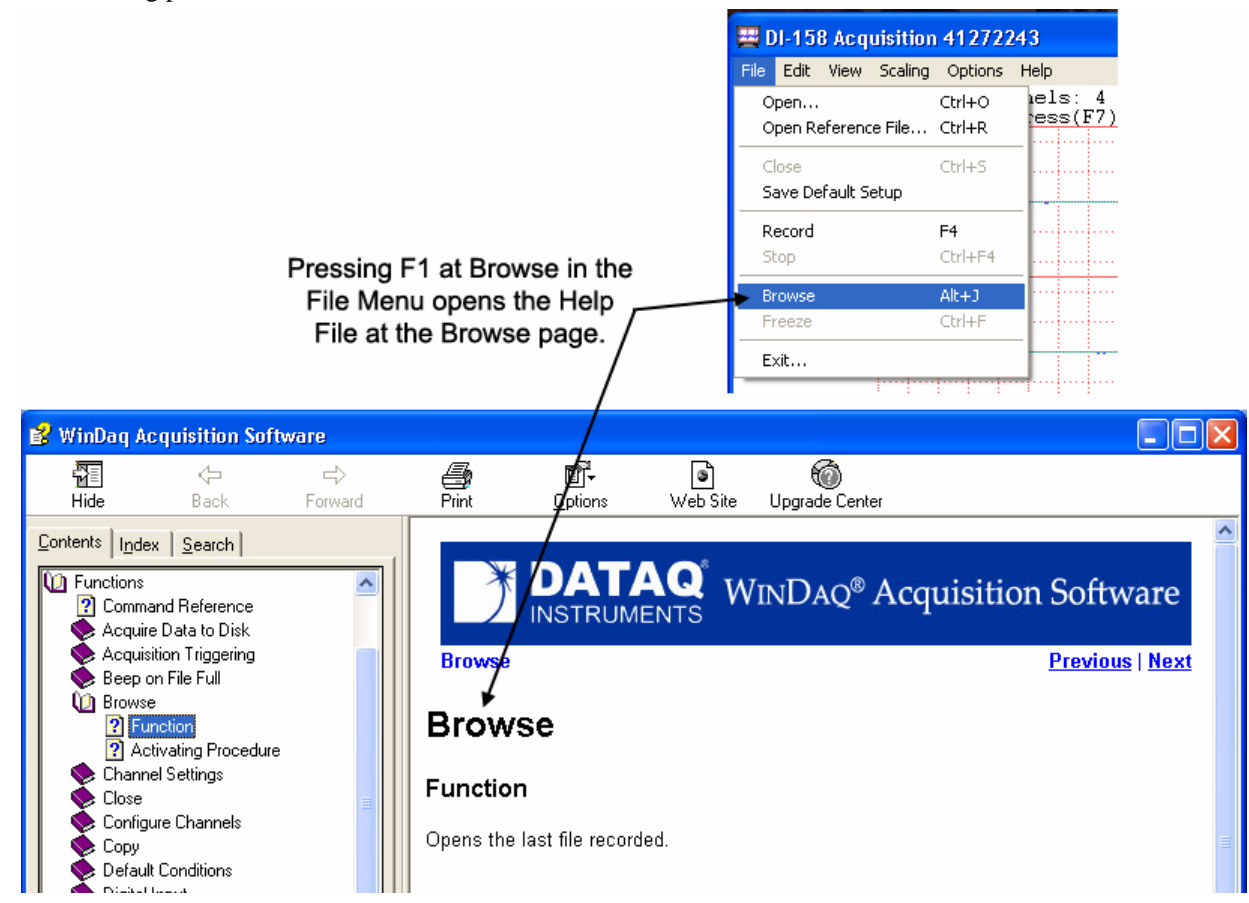 DI-158 Acquisition 41272243
File Edit View Scaling Options Help
Open... Ctrl+O
Open Reference File... Ctrl+R
Close Ctrl+S
Save Default Setup
Record F4
Stop Ctrl+F4
Browse Alt+J
Freeze Ctrl+F
Exit...
nels: 4
ress(F7)
Pressing F1 at Browse in the
File Menu opens the Help
File at the Browse page.
WinDaq Acquisition Software
Hide Back Forward Print Options Web Site Upgrade Center
Contents Index Search
Functions
Command Reference
Acquire Data to Disk
Acquisition Triggering
Beep on File Full
Browse
Function
Activating Procedure
Channel Settings
Close
Configure Channels
Copy
Default Conditions
DATAQ®
INSTRUMENTS
WINDAQ® Acquisition Software
Browse Previous | Next
Browse
Function
Opens the last file recorded.